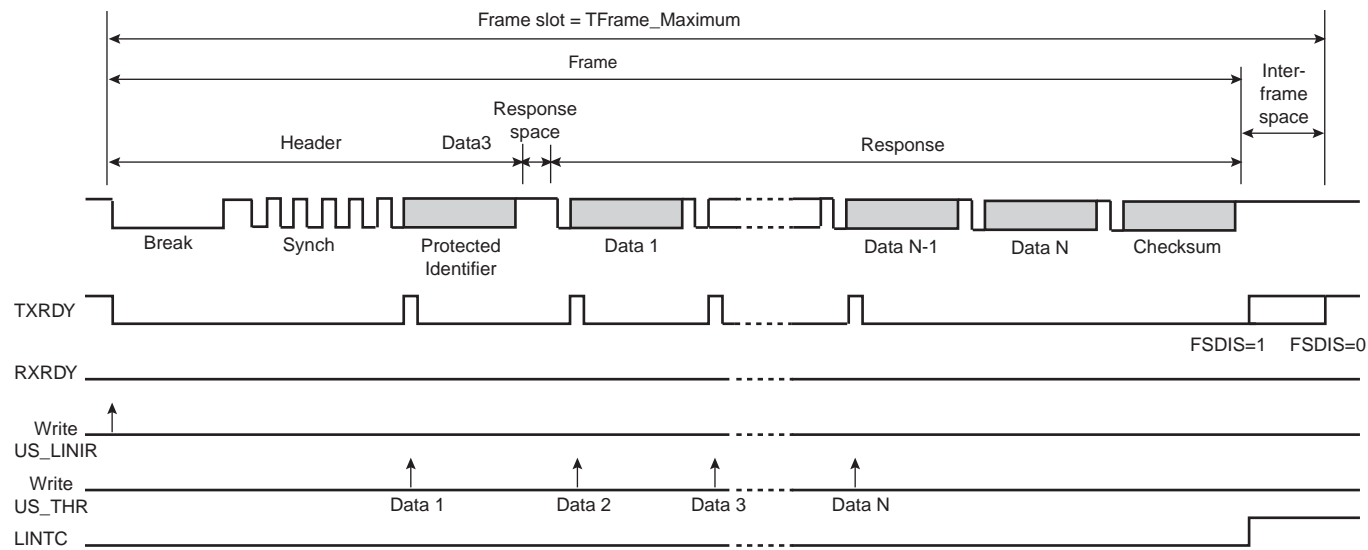 Frame slot = TFrame_Maximum
Frame
Inter-
frame
space
Response
space
Header
Data3
Response
Break
Synch
Protected
Identifier
Data 1
Data N-1
Data N
Checksum
TXRDY
FSDIS=1
FSDIS=0
RXRDY
Write
US_LINIR
Write
US_THR
Data 1
Data 2
Data 3
Data N
LINTC